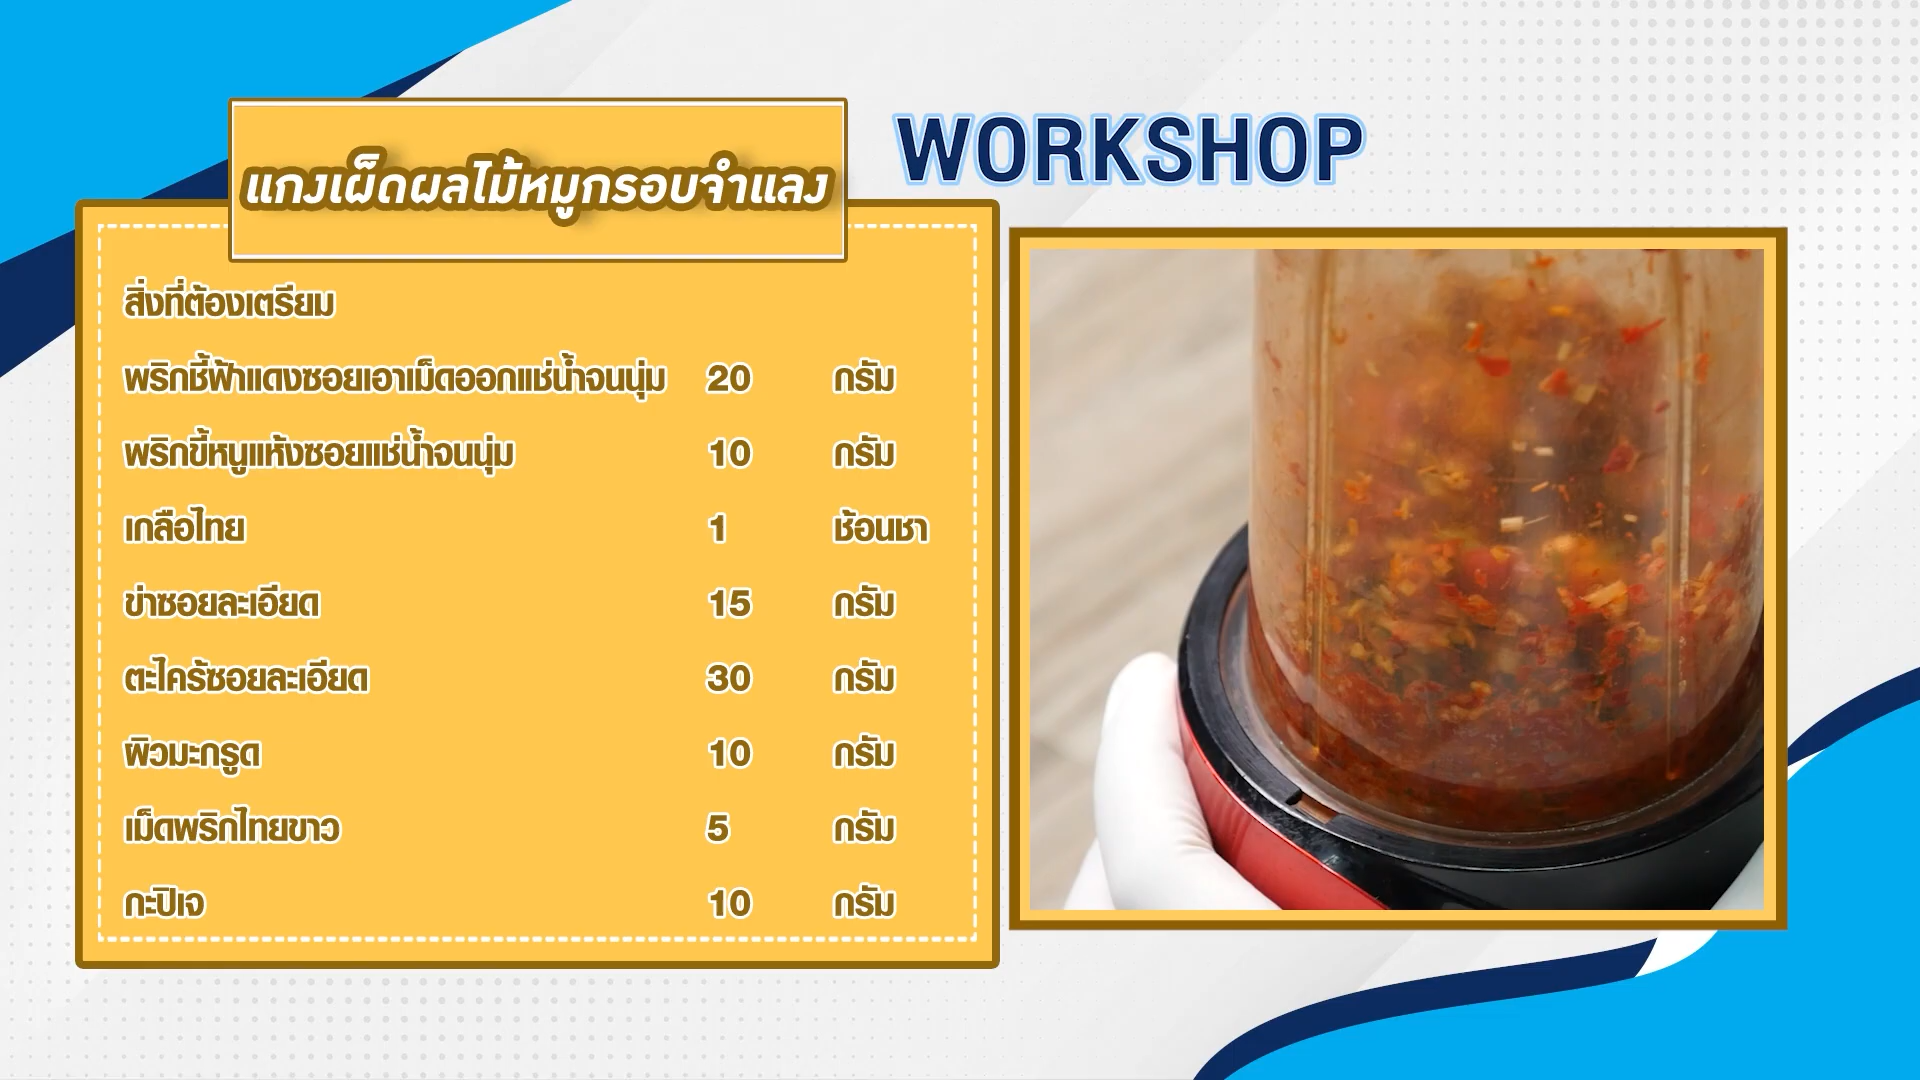 แกงเผ็ดผลไม้หมูกรอบจำแลง
WORKSHOP
สิ่งที่ต้องเตรียม
พริกชี้ฟ้าแดงซอยเอาเม็ดออกแช่น้ำจนนุ่ม 20 กรัม
พริกขี้หนูแห้งซอยแช่น้ำจนนุ่ม 10 กรัม
เกลือไทย 1 ช้อนชา
ข่าซอยละเอียด 15 กรัม
ตะไคร้ซอยละเอียด 30 กรัม
ผิวมะกรูด 10 กรัม
เม็ดพริกไทยขาว 5 กรัม
กะปิเจ 10 กรัม